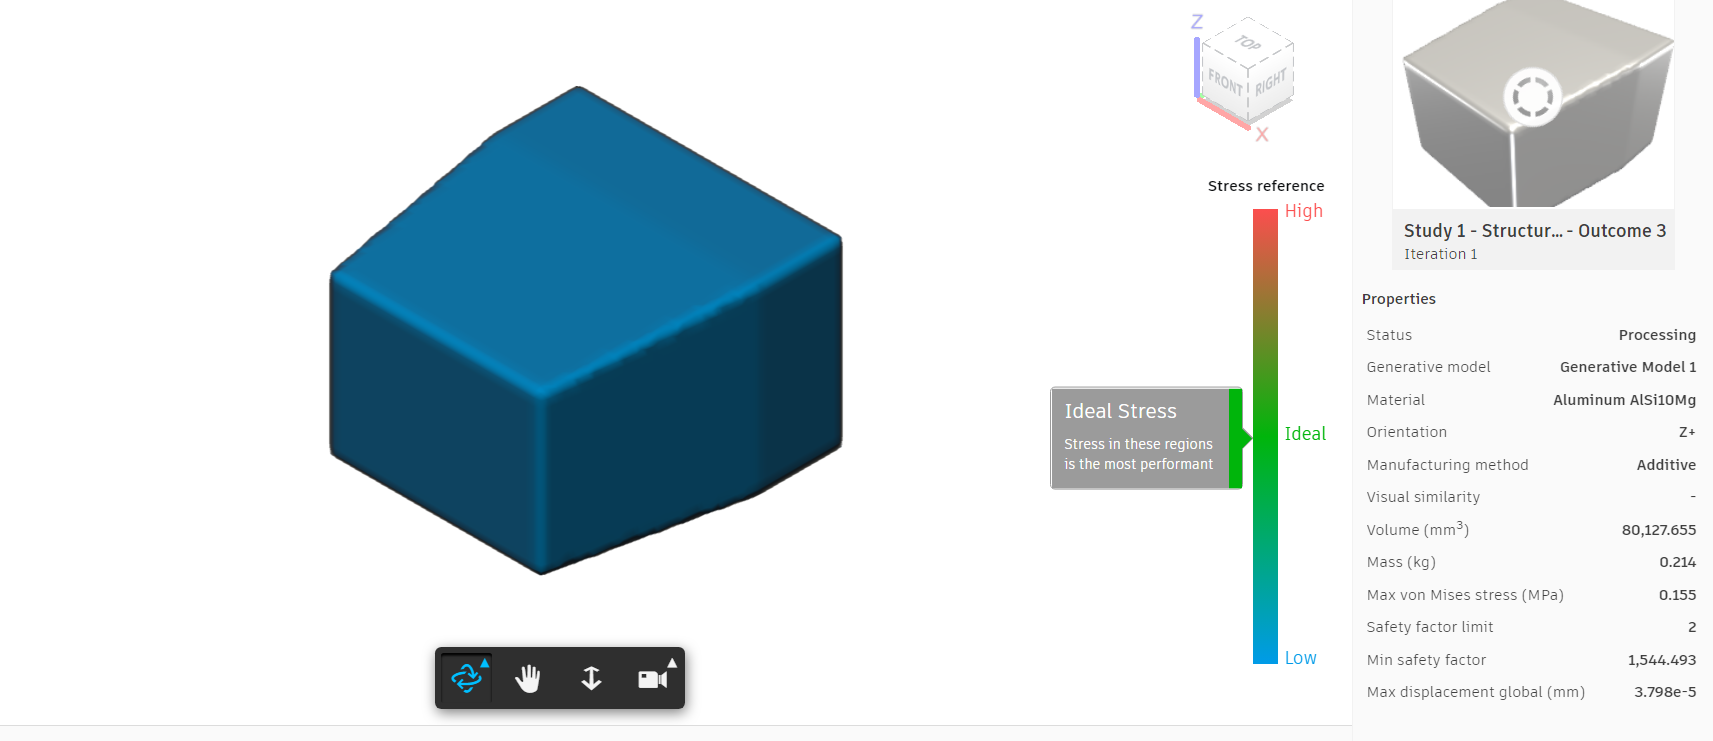 Z
TOP
FRONT
RIGHT
X
Stress reference
High
Ideal Stress
Stress in these regions
is the most performant
Ideal
Low
Study 1 - Structur... - Outcome 3
Iteration 1
Properties
Status Processing
Generative model Generative Model 1
Material Aluminum AlSi10Mg
Orientation Z+
Manufacturing method Additive
Visual similarity -
Volume (mm³) 80,127.655
Mass (kg) 0.214
Max von Mises stress (MPa) 0.155
Safety factor limit 2
Min safety factor 1,544.493
Max displacement global (mm) 3.798e-5